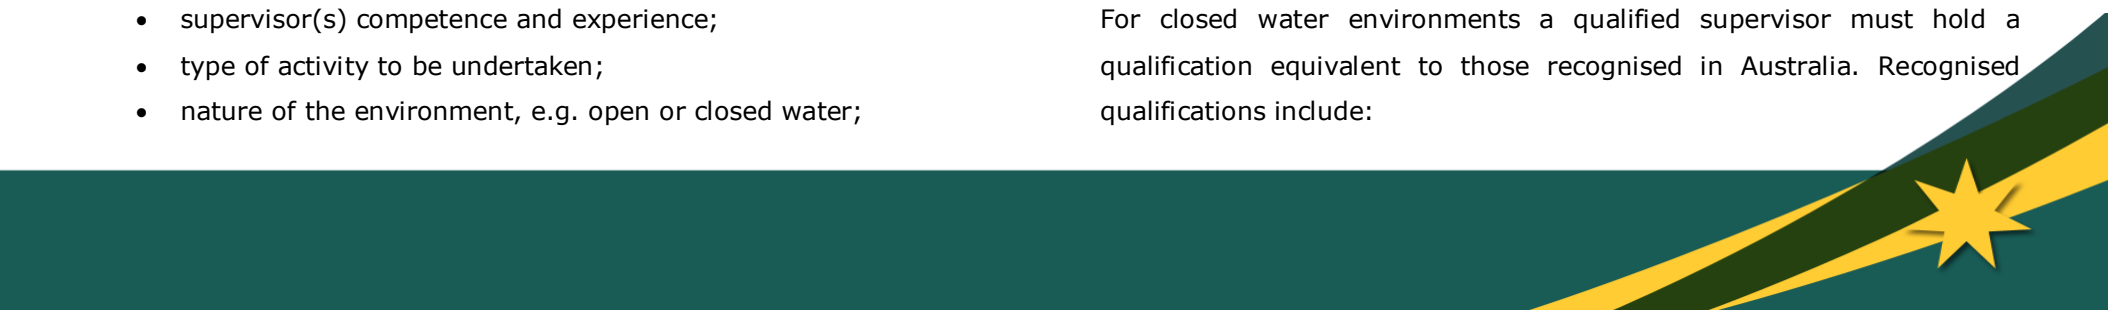 • supervisor(s) competence and experience;
• type of activity to be undertaken;
• nature of the environment, e.g. open or closed water;
For closed water environments a qualified supervisor must hold a
qualification equivalent to those recognised in Australia. Recognised
qualifications include: